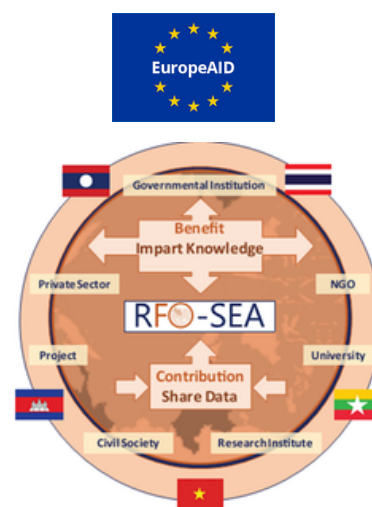 EuropeAID
Governmental Institution
Benefit
Impart Knowledge
Private Sector
NGO
RFO-SEA
Project
University
Contribution
Share Data
Civil Society
Research Institute